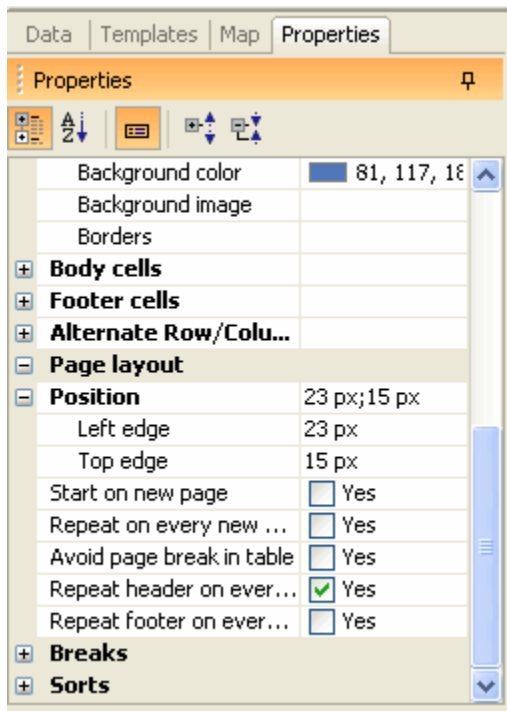 Data Templates Map Properties
Properties
Background color 81, 117, 18
Background image
Borders
Body cells
Footer cells
Alternate Row/Colu...
Page layout
Position 23 px;15 px
Left edge 23 px
Top edge 15 px
Start on new page Yes
Repeat on every new ... Yes
Avoid page break in table Yes
Repeat header on ever... Yes
Repeat footer on ever... Yes
Breaks
Sorts